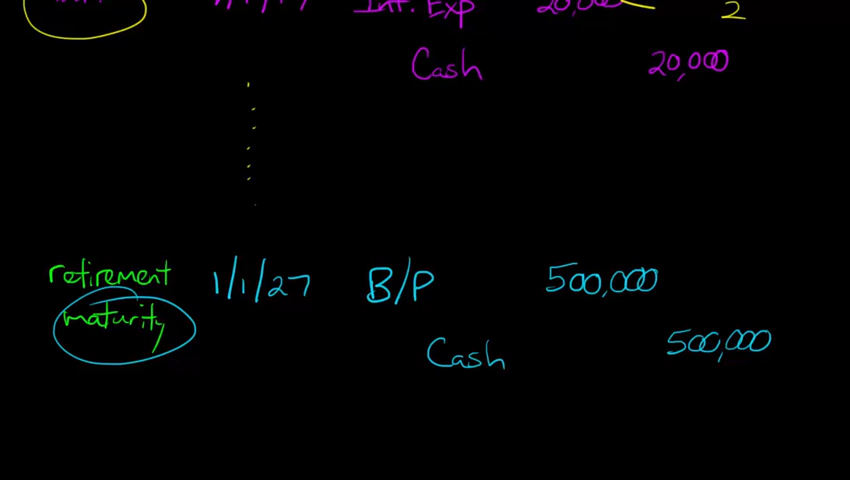 Int. Exp 20,000 2
Cash 20,000
retirement 1/1/27 B/P 500,000
maturity
Cash 500,000